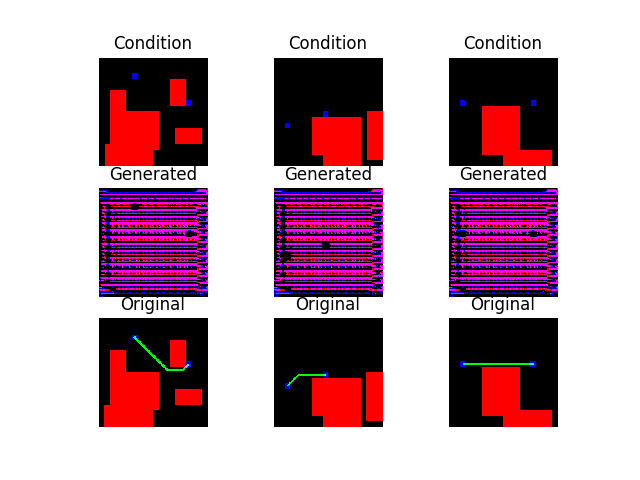 Condition
Condition
Condition
Generated
Generated
Generated
Original
Original
Original